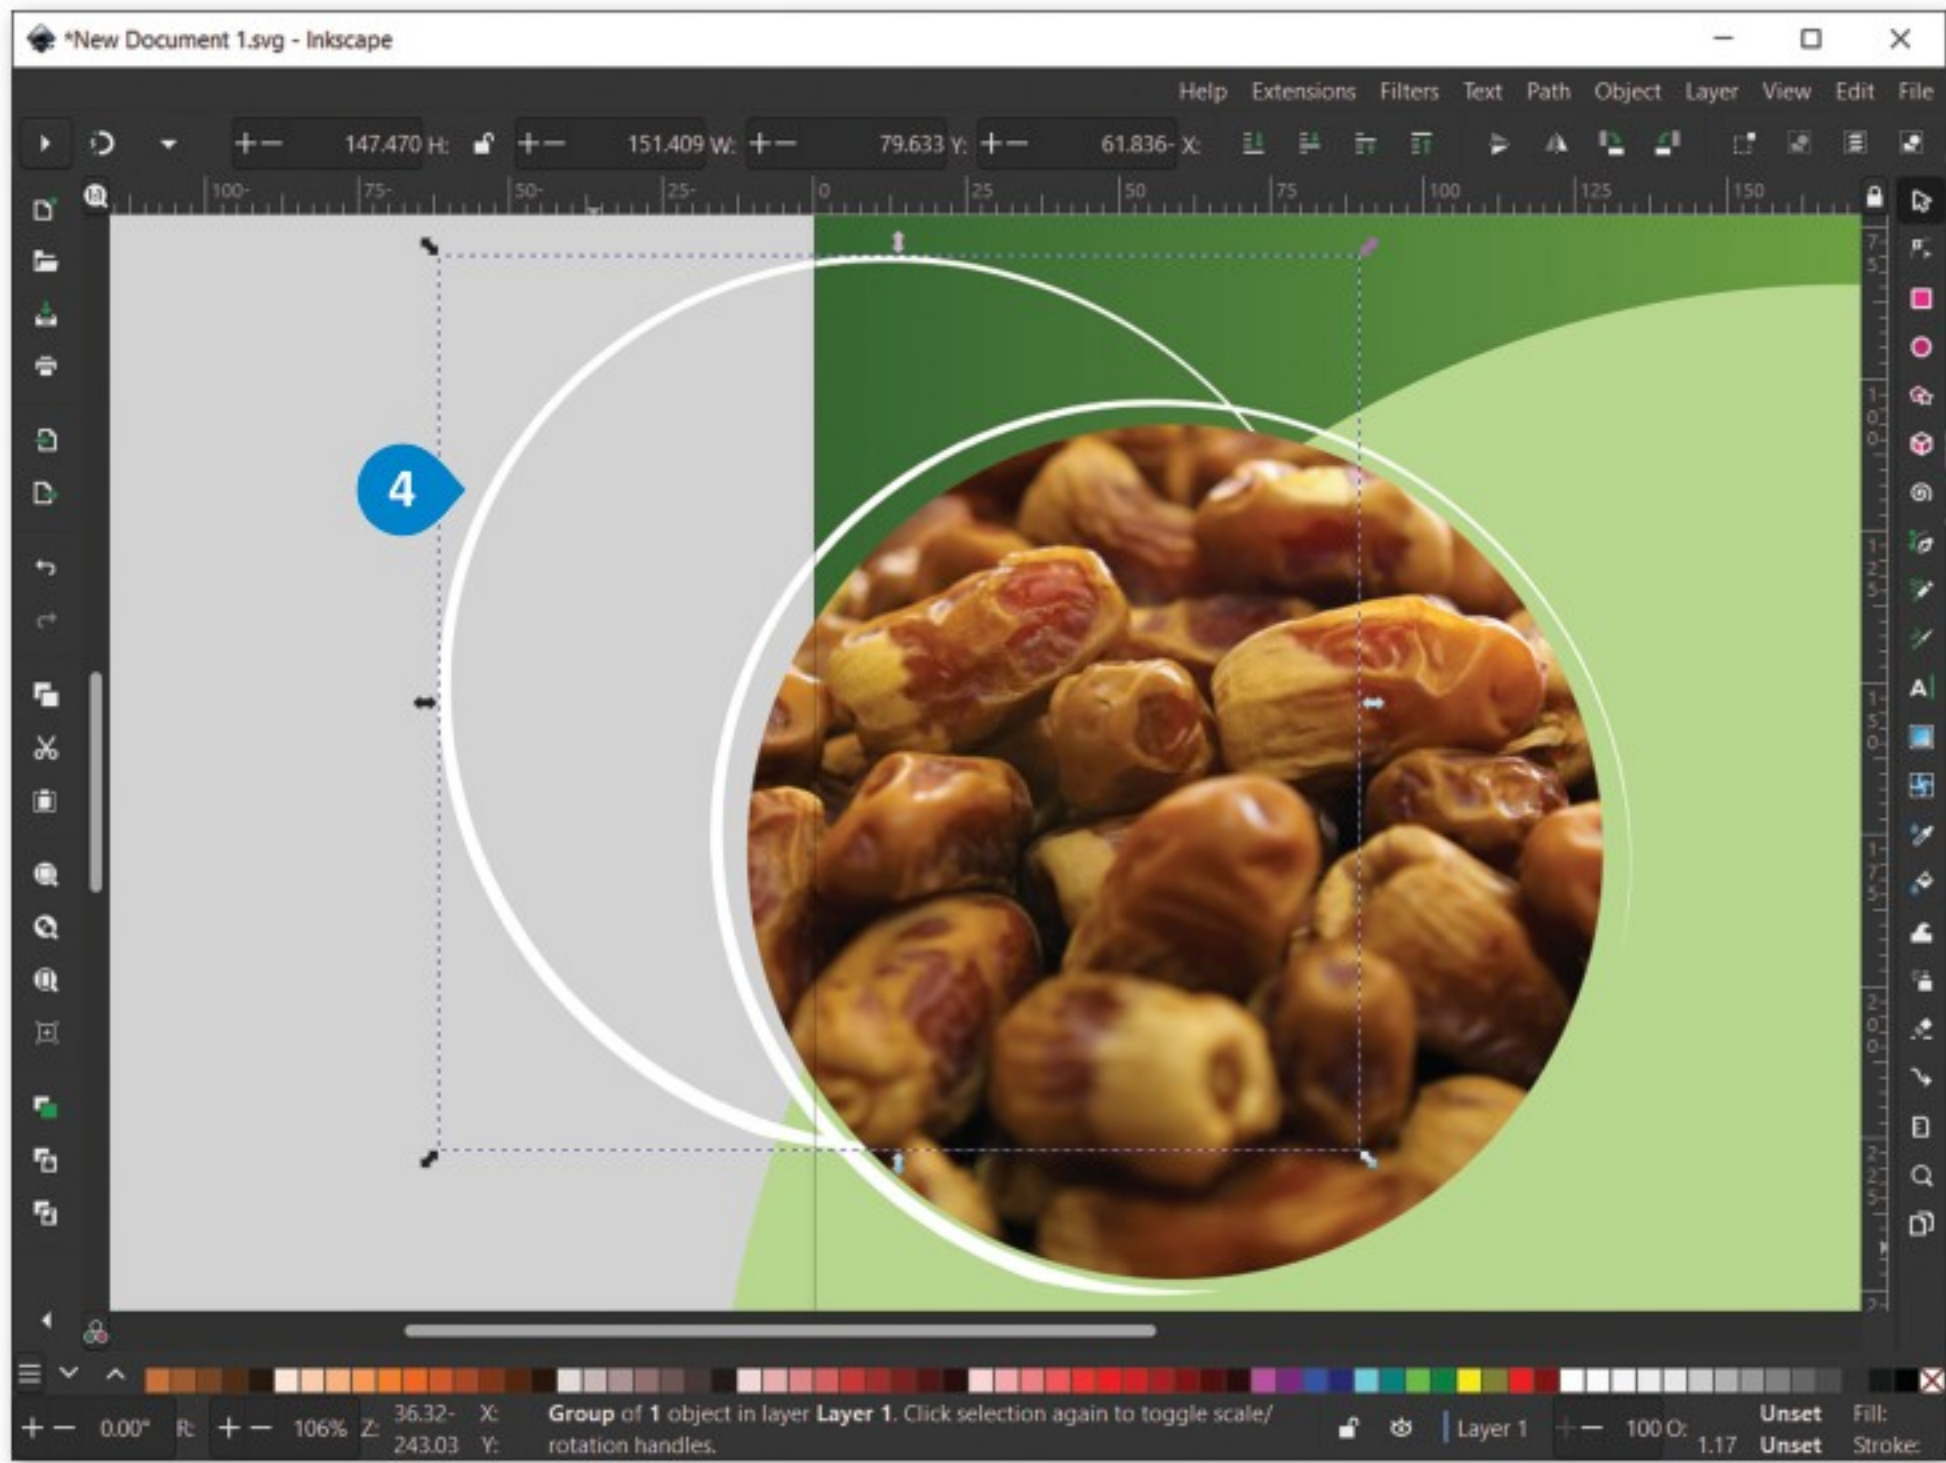 *New Document 1.svg - Inkscape
Help Extensions Filters Text Path Object Layer View Edit File
147.470 H: 151.409 W: 79.633 Y: 61.836- X:
100- 75- 50- 25- 0 25 50 75 100 125 150
4
36.32- X: Group of 1 object in layer Layer 1. Click selection again to toggle scale/ Unset Fill:
0.00° R: 106% Z: Layer 1 100 O:
243.03 Y: rotation handles. 1.17 Unset Stroke: